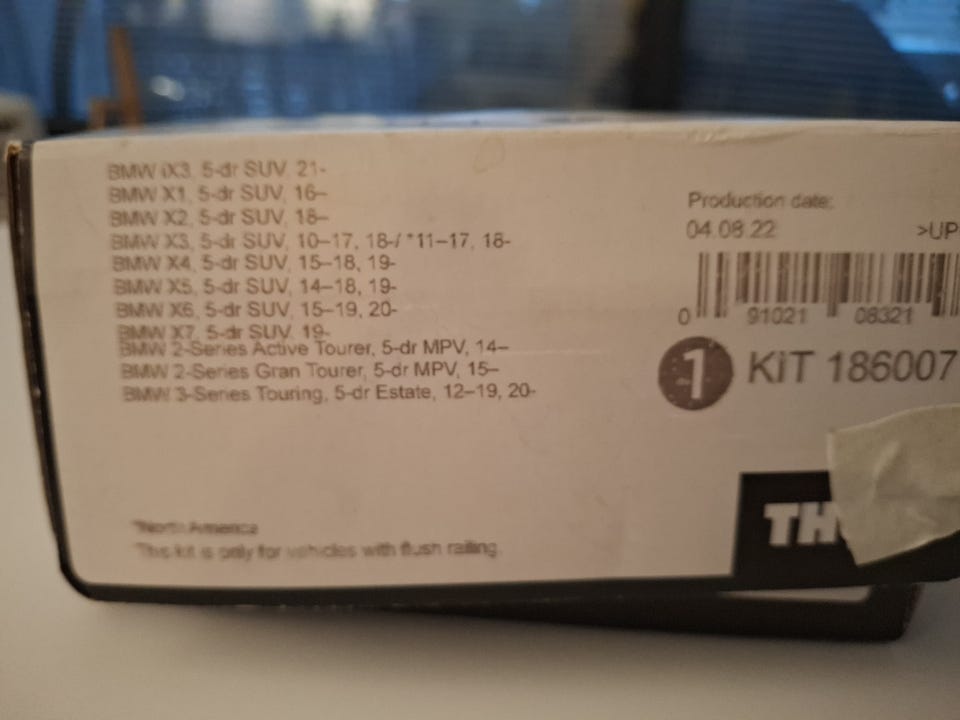 BMW iX3, 5-dr SUV, 21-
BMW X1, 5-dr SUV, 16–
BMW X2, 5-dr SUV, 18–
BMW X3, 5-dr SUV, 10–17, 18-/ *11–17, 18-
BMW X4, 5-dr SUV, 15–18, 19-
BMW X5, 5-dr SUV, 14–18, 19-
BMW X6, 5-dr SUV, 15–19, 20-
BMW X7, 5-dr SUV, 19-
BMW 2-Series Active Tourer, 5-dr MPV, 14–
BMW 2-Series Gran Tourer, 5-dr MPV, 15–
BMW 3-Series Touring, 5-dr Estate, 12–19, 20-
*North America
This kit is only for vehicles with flush railing.
Production date:
04.08.22
>UP
0 91021 08321
1 KIT 186007
TH